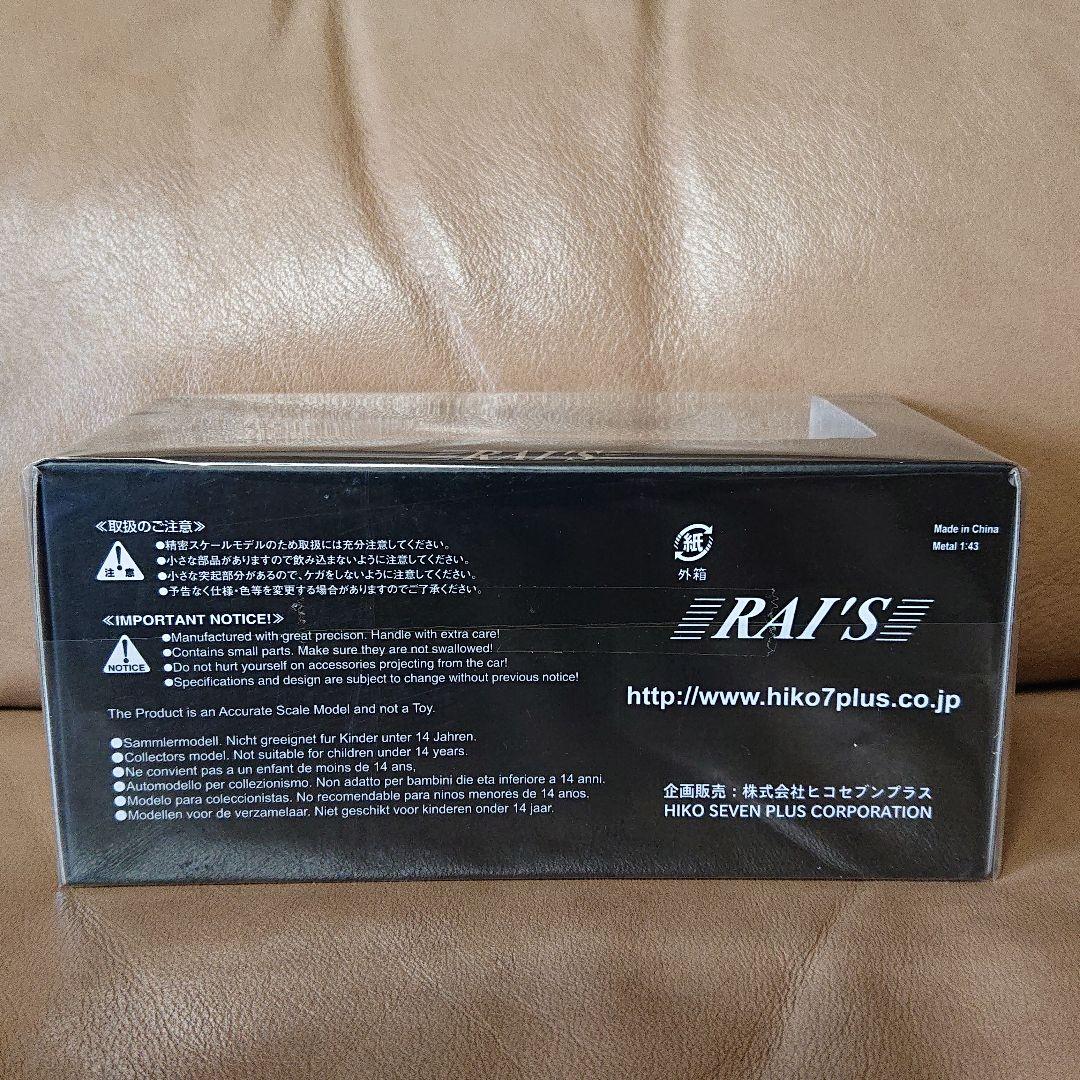 RAI'S
≪取扱のご注意≫
注意
●精密スケールモデルのため取扱には充分注意してください。
●小さな部品がありますので飲み込まないように注意してください。
●小さな突起部分があるので、ケガをしないように注意してください。
●予告なく仕様・色等を変更する場合がありますのでご了承ください。
≪IMPORTANT NOTICE!≫
NOTICE
●Manufactured with great precison. Handle with extra care!
●Contains small parts. Make sure they are not swallowed!
●Do not hurt yourself on accessories projecting from the car!
●Specifications and design are subject to change without previous notice!
The Product is an Accurate Scale Model and not a Toy.
●Sammlermodell. Nicht greeignet fur Kinder unter 14 Jahren.
●Collectors model. Not suitable for children under 14 years.
●Ne convient pas a un enfant de moins de 14 ans,
●Automodello per collezionismo. Non adatto per bambini die eta inferiore a 14 anni.
●Modelo para coleccionistas. No recomendable para ninos menores de 14 anos.
●Modellen voor de verzamelaar. Niet geschikt voor kinderen onder 14 jaar.
紙
外箱
Made in China
Metal 1:43
RAI'S
http://www.hiko7plus.co.jp
企画販売：株式会社ヒコセブンプラス
HIKO SEVEN PLUS CORPORATION